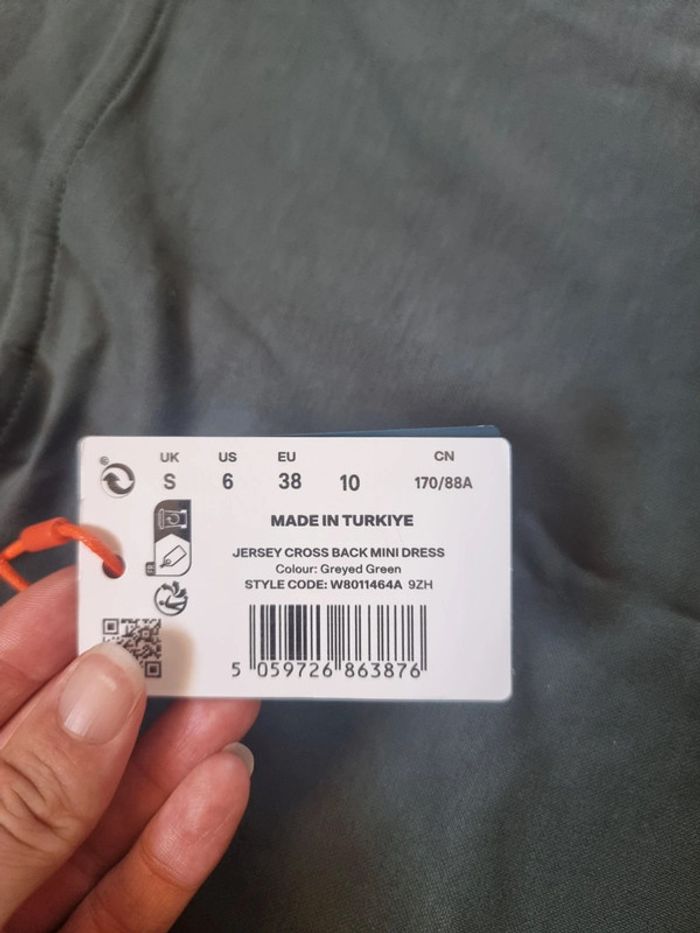 UK US EU CN
S 6 38 10 170/88A
MADE IN TURKIYE
JERSEY CROSS BACK MINI DRESS
Colour: Greyed Green
STYLE CODE: W8011464A 9ZH
5 059726 863876